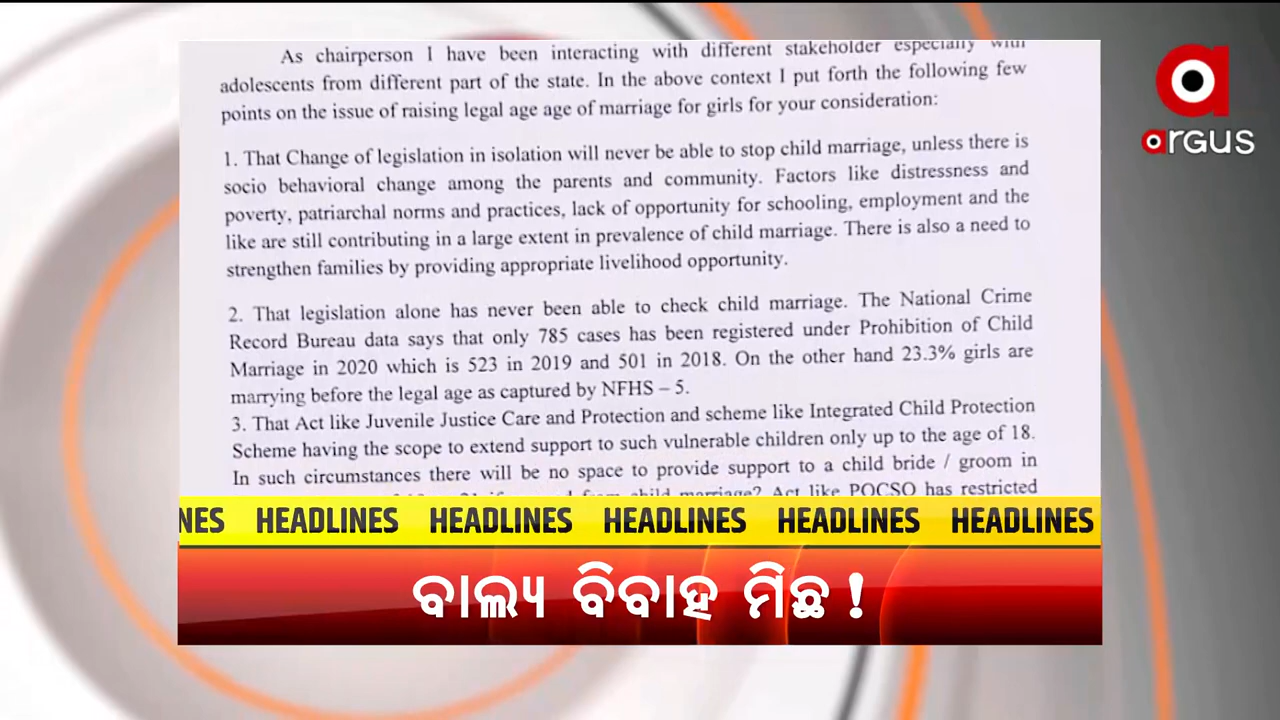 As chairperson I have been interacting with different stakeholder especially with
adolescents from different part of the state. In the above context I put forth the following few
points on the issue of raising legal age age of marriage for girls for your consideration:
1. That Change of legislation in isolation will never be able to stop child marriage, unless there is
socio behavioral change among the parents and community. Factors like distressness and
poverty, patriarchal norms and practices, lack of opportunity for schooling, employment and the
like are still contributing in a large extent in prevalence of child marriage. There is also a need to
strengthen families by providing appropriate livelihood opportunity.
2. That legislation alone has never been able to check child marriage. The National Crime
Record Bureau data says that only 785 cases has been registered under Prohibition of Child
Marriage in 2020 which is 523 in 2019 and 501 in 2018. On the other hand 23.3% girls are
marrying before the legal age as captured by NFHS – 5.
3. That Act like Juvenile Justice Care and Protection and scheme like Integrated Child Protection
Scheme having the scope to extend support to such vulnerable children only up to the age of 18.
In such circumstances there will be no space to provide support to a child bride / groom in
child marriage? Act like POCSO has restricted
NES HEADLINES HEADLINES HEADLINES HEADLINES HEADLINES
ବାଲ୍ୟ ବିବାହ ମିଛ !
a
argus